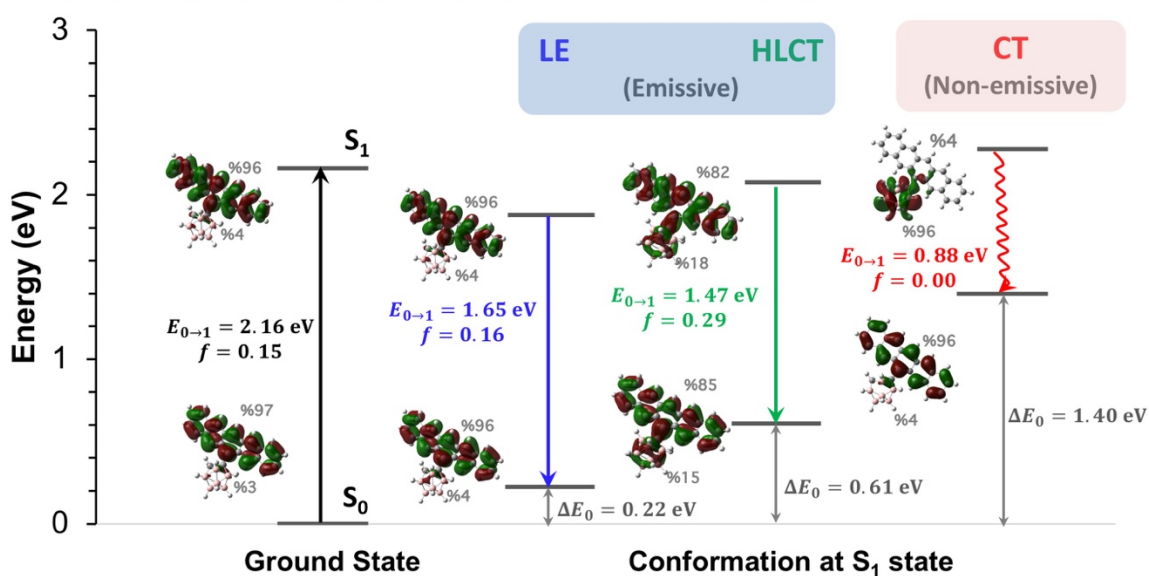 3
2
1
0
Energy (eV)
LE
HLCT
(Emissive)
CT
(Non-emissive)
S₁
%96
%4
E₀→₁ = 2.16 eV
f = 0.15
%97
%3
S₀
%96
%4
E₀→₁ = 1.65 eV
f = 0.16
%96
%4
ΔE₀ = 0.22 eV
%82
%18
E₀→₁ = 1.47 eV
f = 0.29
%85
%15
ΔE₀ = 0.61 eV
%4
%96
E₀→₁ = 0.88 eV
f = 0.00
%96
%4
ΔE₀ = 1.40 eV
Ground State
Conformation at S₁ state